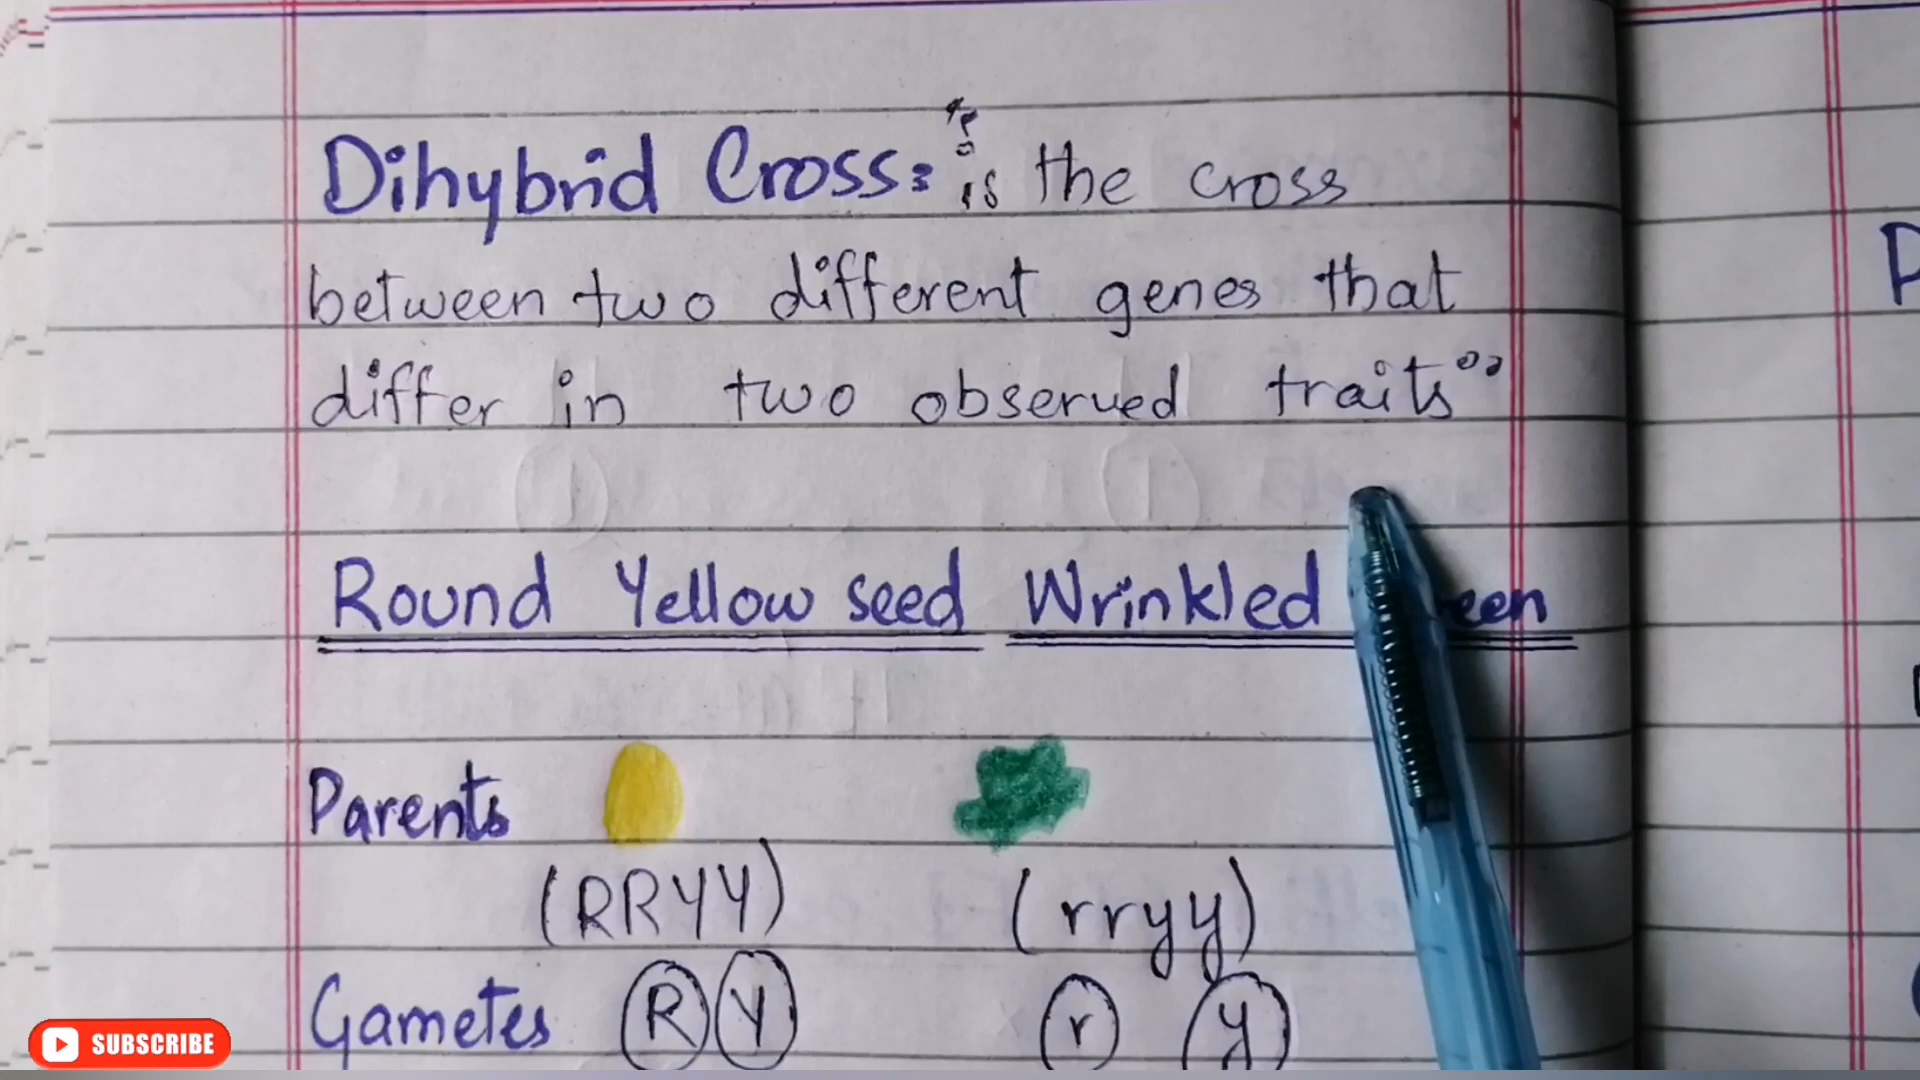 Dihybrid Cross: is the cross
between two different genes that
differ in two observed traits
Round Yellow seed Wrinkled
Parents
(RRYY) (rryy)
Gametes R Y r y
SUBSCRIBE